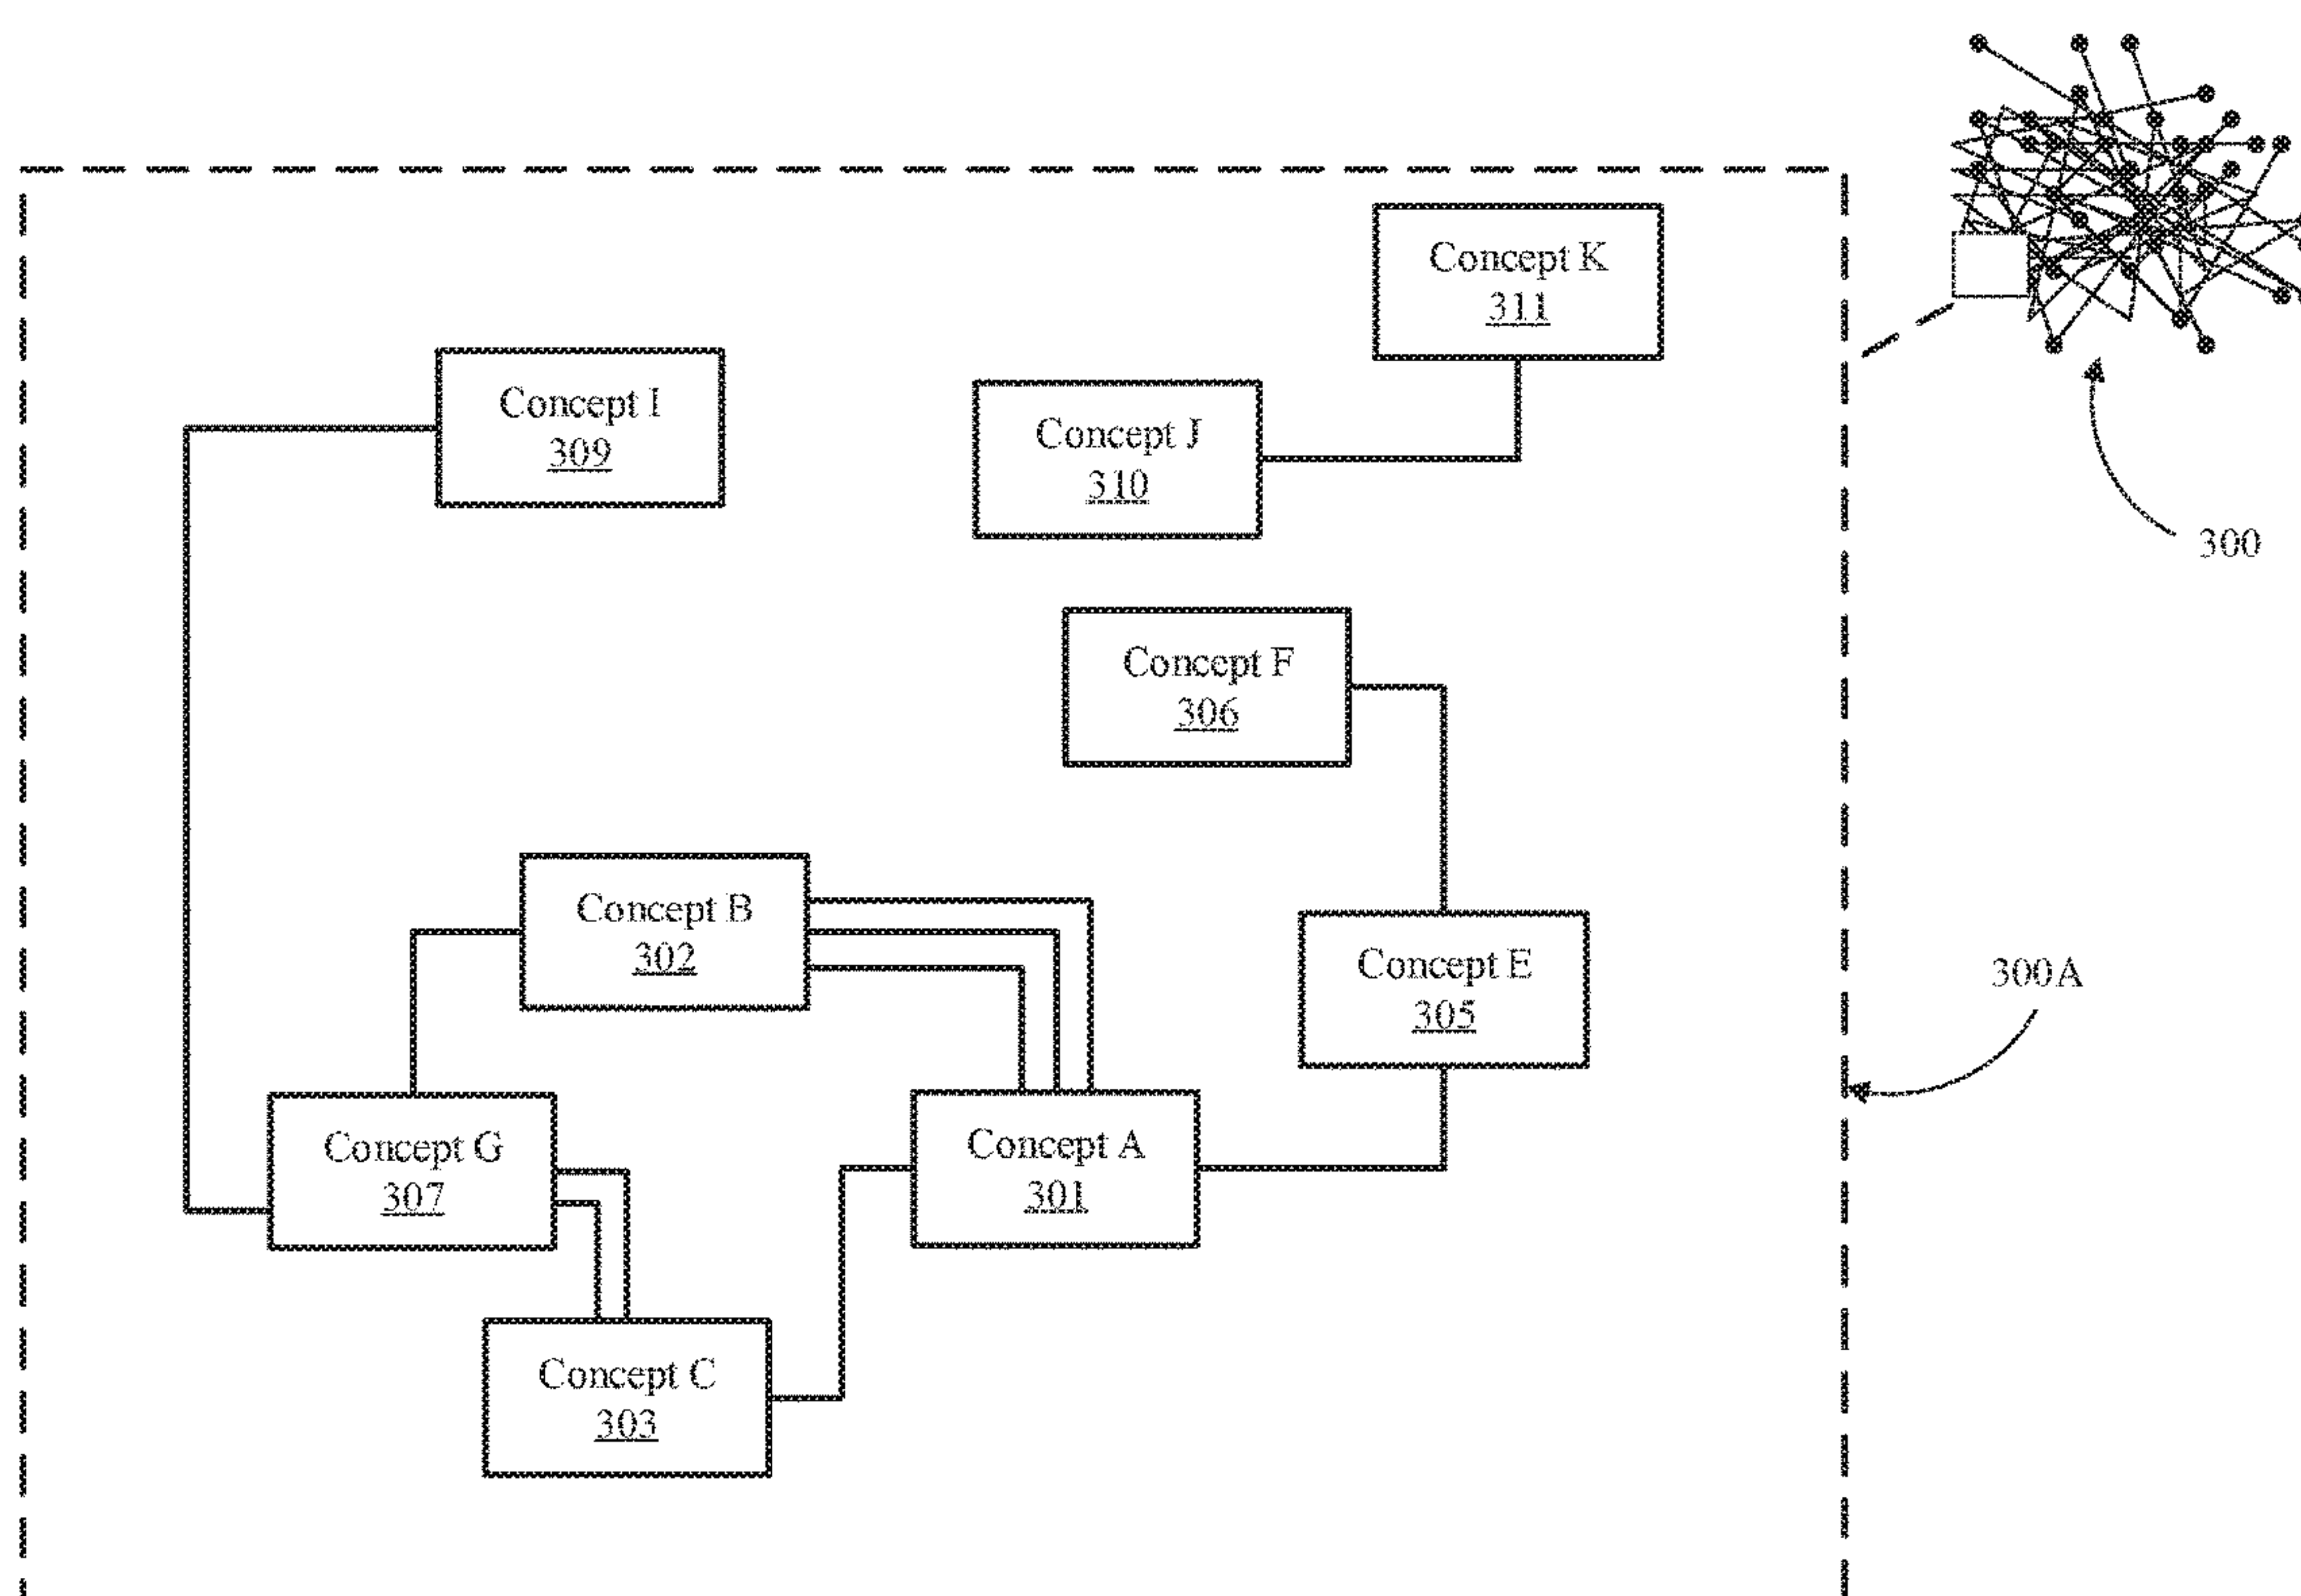 Concept K
311
Concept I
309
Concept J
310
300
Concept F
306
Concept B
302
Concept E
305
300A
Concept G
307
Concept A
301
Concept C
303